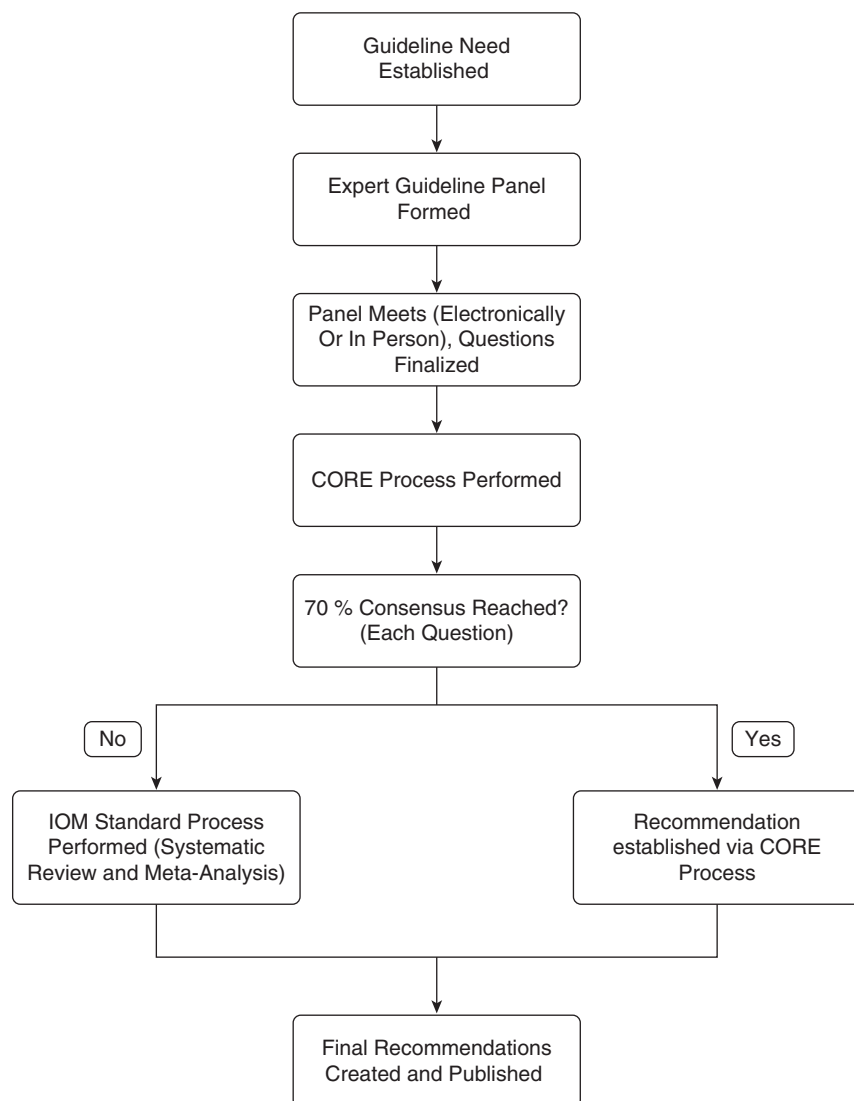 Guideline Need
Established
Expert Guideline Panel
Formed
Panel Meets (Electronically
Or In Person), Questions
Finalized
CORE Process Performed
70 % Consensus Reached?
(Each Question)
No
Yes
IOM Standard Process
Performed (Systematic
Review and Meta-Analysis)
Recommendation
established via CORE
Process
Final Recommendations
Created and Published